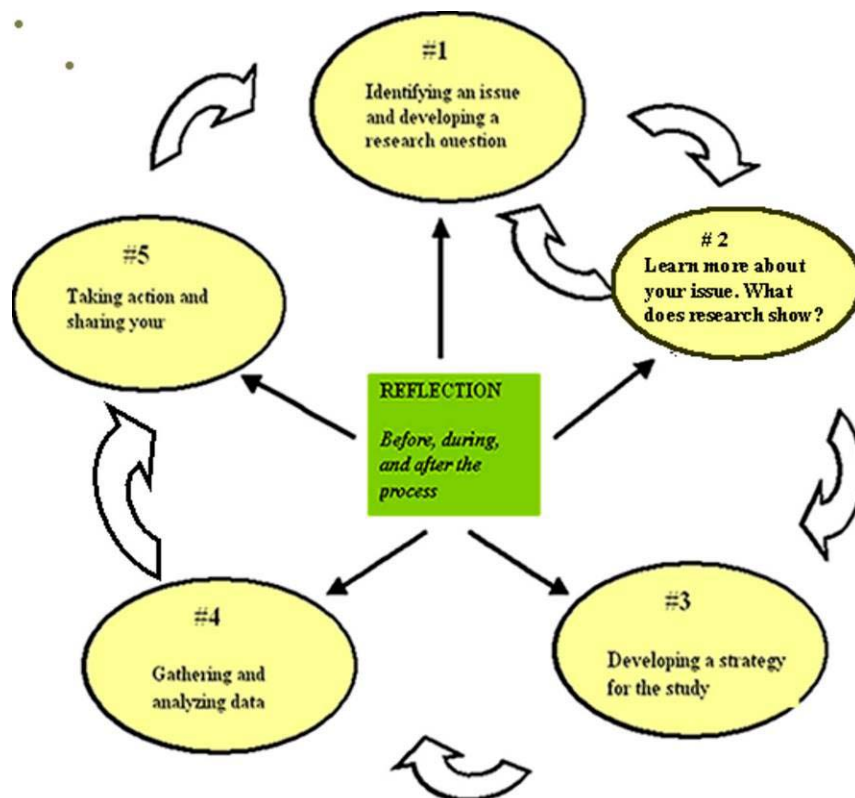 #1
Identifying an issue
and developing a
research ouestion
# 2
Learn more about
your issue. What
does research show?
#3
Developing a strategy
for the study
#4
Gathering and
analyzing data
#5
Taking action and
sharing your
REFLECTION
Before, during,
and after the
process